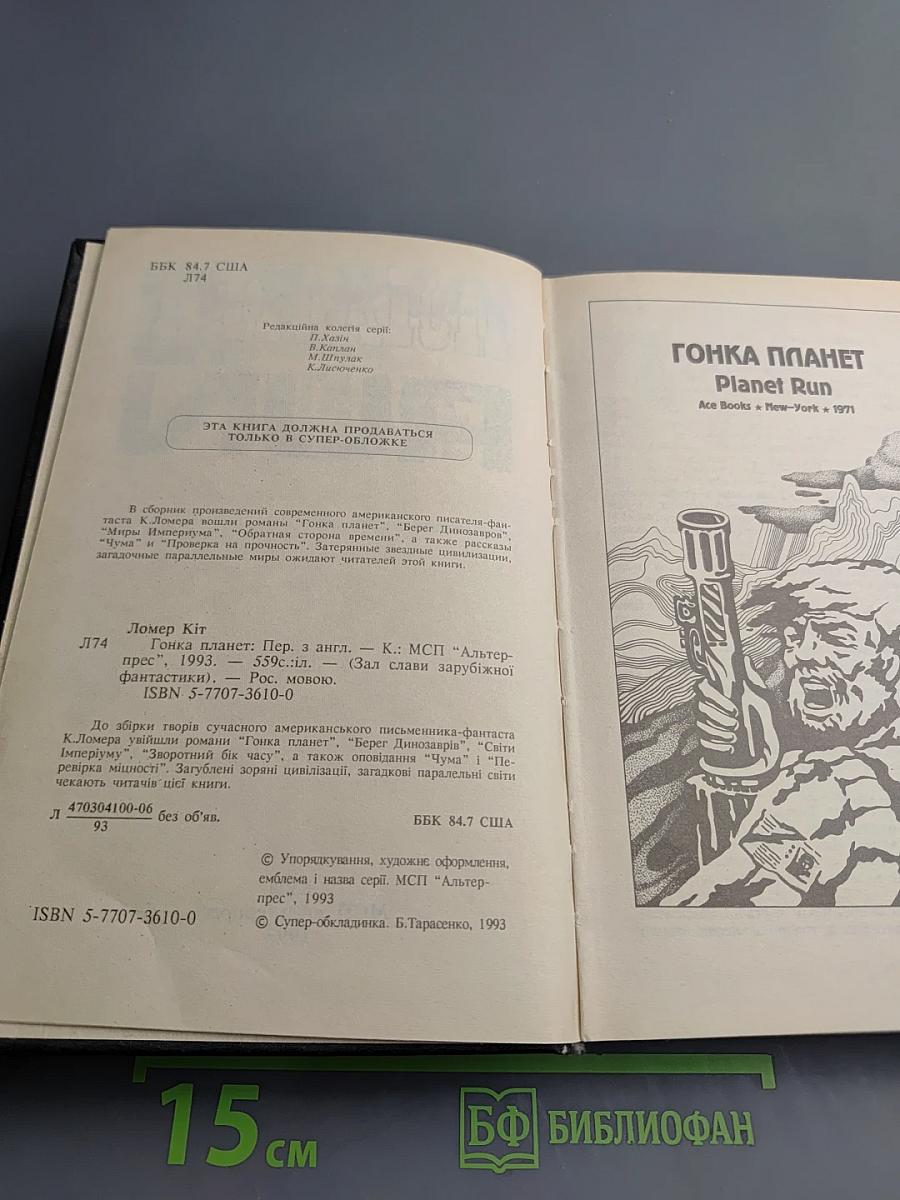 ББК 84.7 США
Л74
Редакційна колегія серії:
П.Хазін
В.Каплан
М.Шпулак
К.Лисюченко
ЭТА КНИГА ДОЛЖНА ПРОДАВАТЬСЯ
ТОЛЬКО В СУПЕР-ОБЛОЖКЕ
В сборник произведений современного американского писателя-фан-
таста К.Ломера вошли романы "Гонка планет", "Берег Динозавров",
"Миры Империума", "Обратная сторона времени", а также рассказы
"Чума" и "Проверка на прочность". Затерянные звездные цивилизации,
загадочные параллельные миры ожидают читателей этой книги.
Ломер Кіт
Л74 Гонка планет: Пер. з англ. — К.: МСП "Альтер-
прес", 1993. — 559с.:іл. — (Зал слави зарубіжної
фантастики). — Рос. мовою.
ISBN 5-7707-3610-0
До збірки творів сучасного американського письменника-фантаста
К.Ломера увійшли романи "Гонка планет", "Берег Динозаврів", "Світи
Імперіуму", "Зворотний бік часу", а також оповідання "Чума" і "Пе-
ревірка міцності". Загублені зоряні цивілізації, загадкові паралельні світи
чекають читачів цієї книги.
Л 470304100-06 без об'яв.
93
ББК 84.7 США
© Упорядкування, художнє оформлення,
емблема і назва серії. МСП "Альтер-
прес", 1993
ISBN 5-7707-3610-0
© Супер-обкладинка. Б.Тарасенко, 1993
ГОНКА ПЛАНЕТ
Planet Run
Ace Books ★ New-York ★ 1971
15 см
БФ БИБЛИОФАН